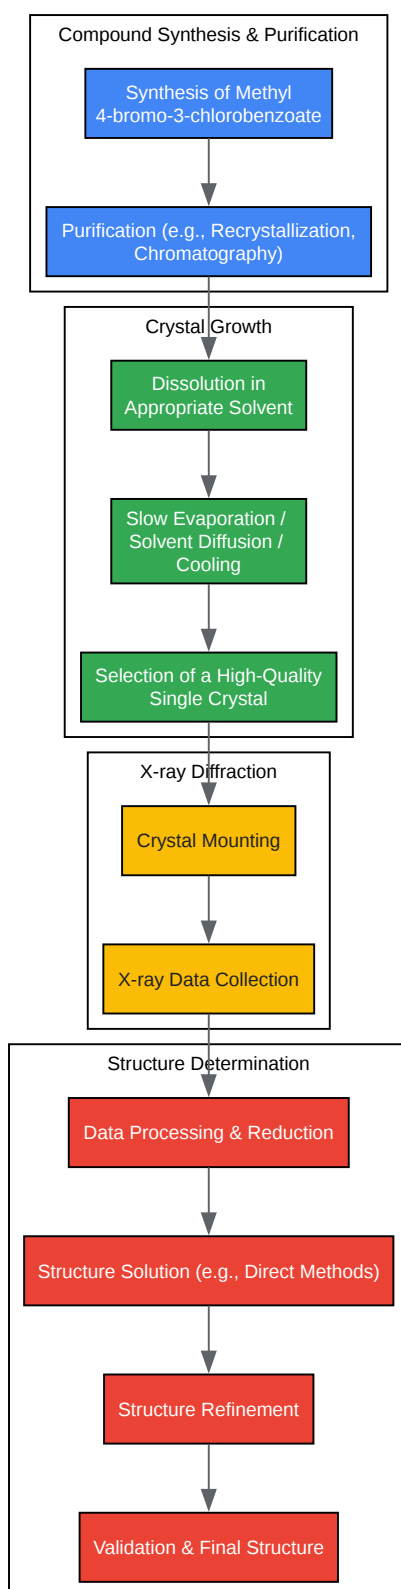 Compound Synthesis & Purification
Synthesis of Methyl
4-bromo-3-chlorobenzoate
Purification (e.g., Recrystallization,
Chromatography)
Crystal Growth
Dissolution in
Appropriate Solvent
Slow Evaporation /
Solvent Diffusion /
Cooling
Selection of a High-Quality
Single Crystal
X-ray Diffraction
Crystal Mounting
X-ray Data Collection
Structure Determination
Data Processing & Reduction
Structure Solution (e.g., Direct Methods)
Structure Refinement
Validation & Final Structure